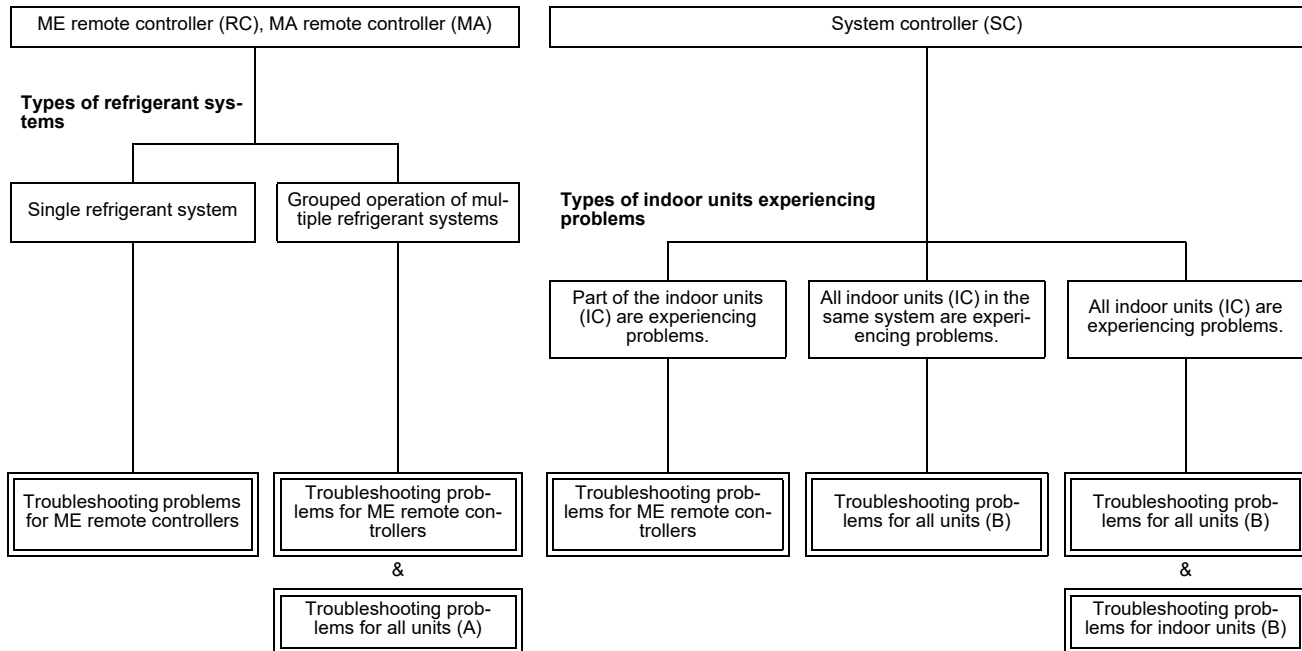 ME remote controller (RC), MA remote controller (MA)
System controller (SC)
Types of refrigerant sys-
tems
Single refrigerant system
Grouped operation of mul-
tiple refrigerant systems
Types of indoor units experiencing
problems
Part of the indoor units
(IC) are experiencing
problems.
All indoor units (IC) in the
same system are experi-
encing problems.
All indoor units (IC) are
experiencing problems.
Troubleshooting problems
for ME remote controllers
Troubleshooting prob-
lems for ME remote con-
trollers
&
Troubleshooting prob-
lems for all units (A)
Troubleshooting prob-
lems for ME remote con-
trollers
Troubleshooting prob-
lems for all units (B)
Troubleshooting prob-
lems for all units (B)
&
Troubleshooting prob-
lems for indoor units (B)